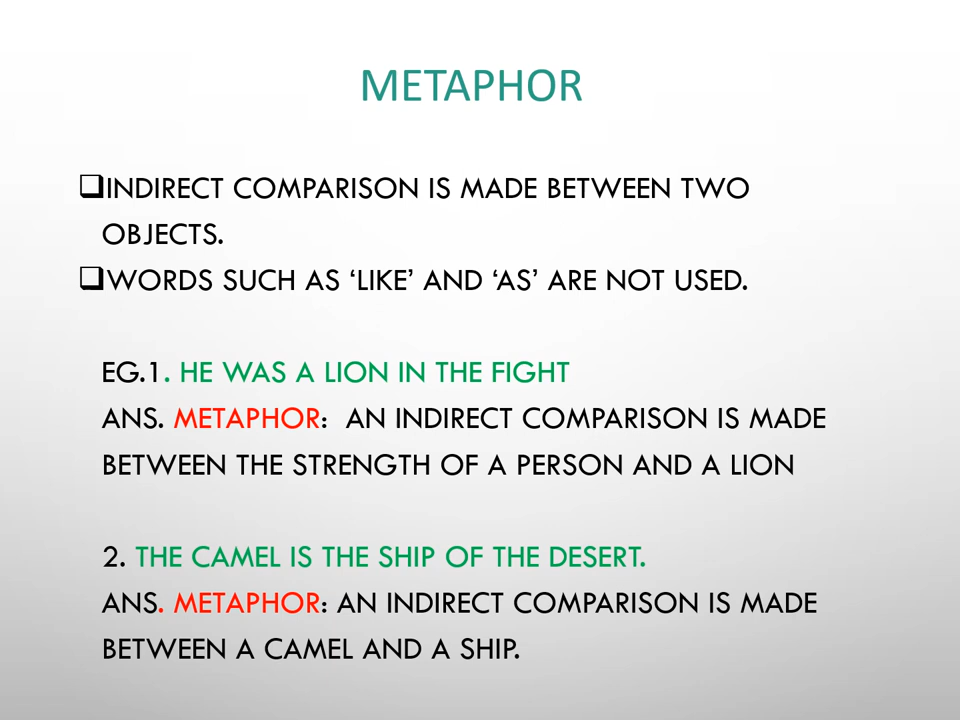 METAPHOR
❑INDIRECT COMPARISON IS MADE BETWEEN TWO
OBJECTS.
❑WORDS SUCH AS ‘LIKE’ AND ‘AS’ ARE NOT USED.
EG.1. HE WAS A LION IN THE FIGHT
ANS. METAPHOR: AN INDIRECT COMPARISON IS MADE
BETWEEN THE STRENGTH OF A PERSON AND A LION
2. THE CAMEL IS THE SHIP OF THE DESERT.
ANS. METAPHOR: AN INDIRECT COMPARISON IS MADE
BETWEEN A CAMEL AND A SHIP.